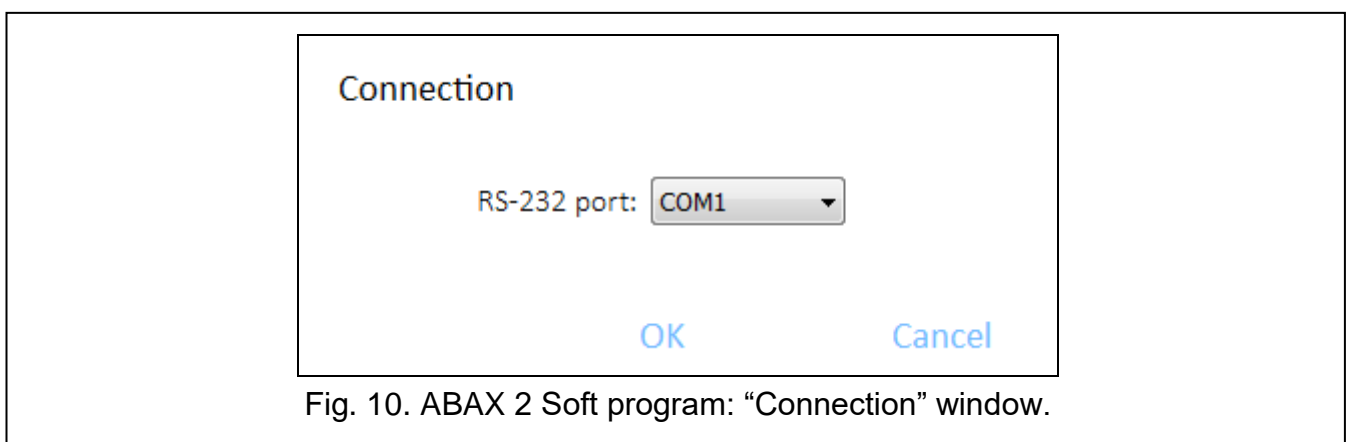 Connection
RS-232 port: COM1
OK Cancel
Fig. 10. ABAX 2 Soft program: “Connection” window.